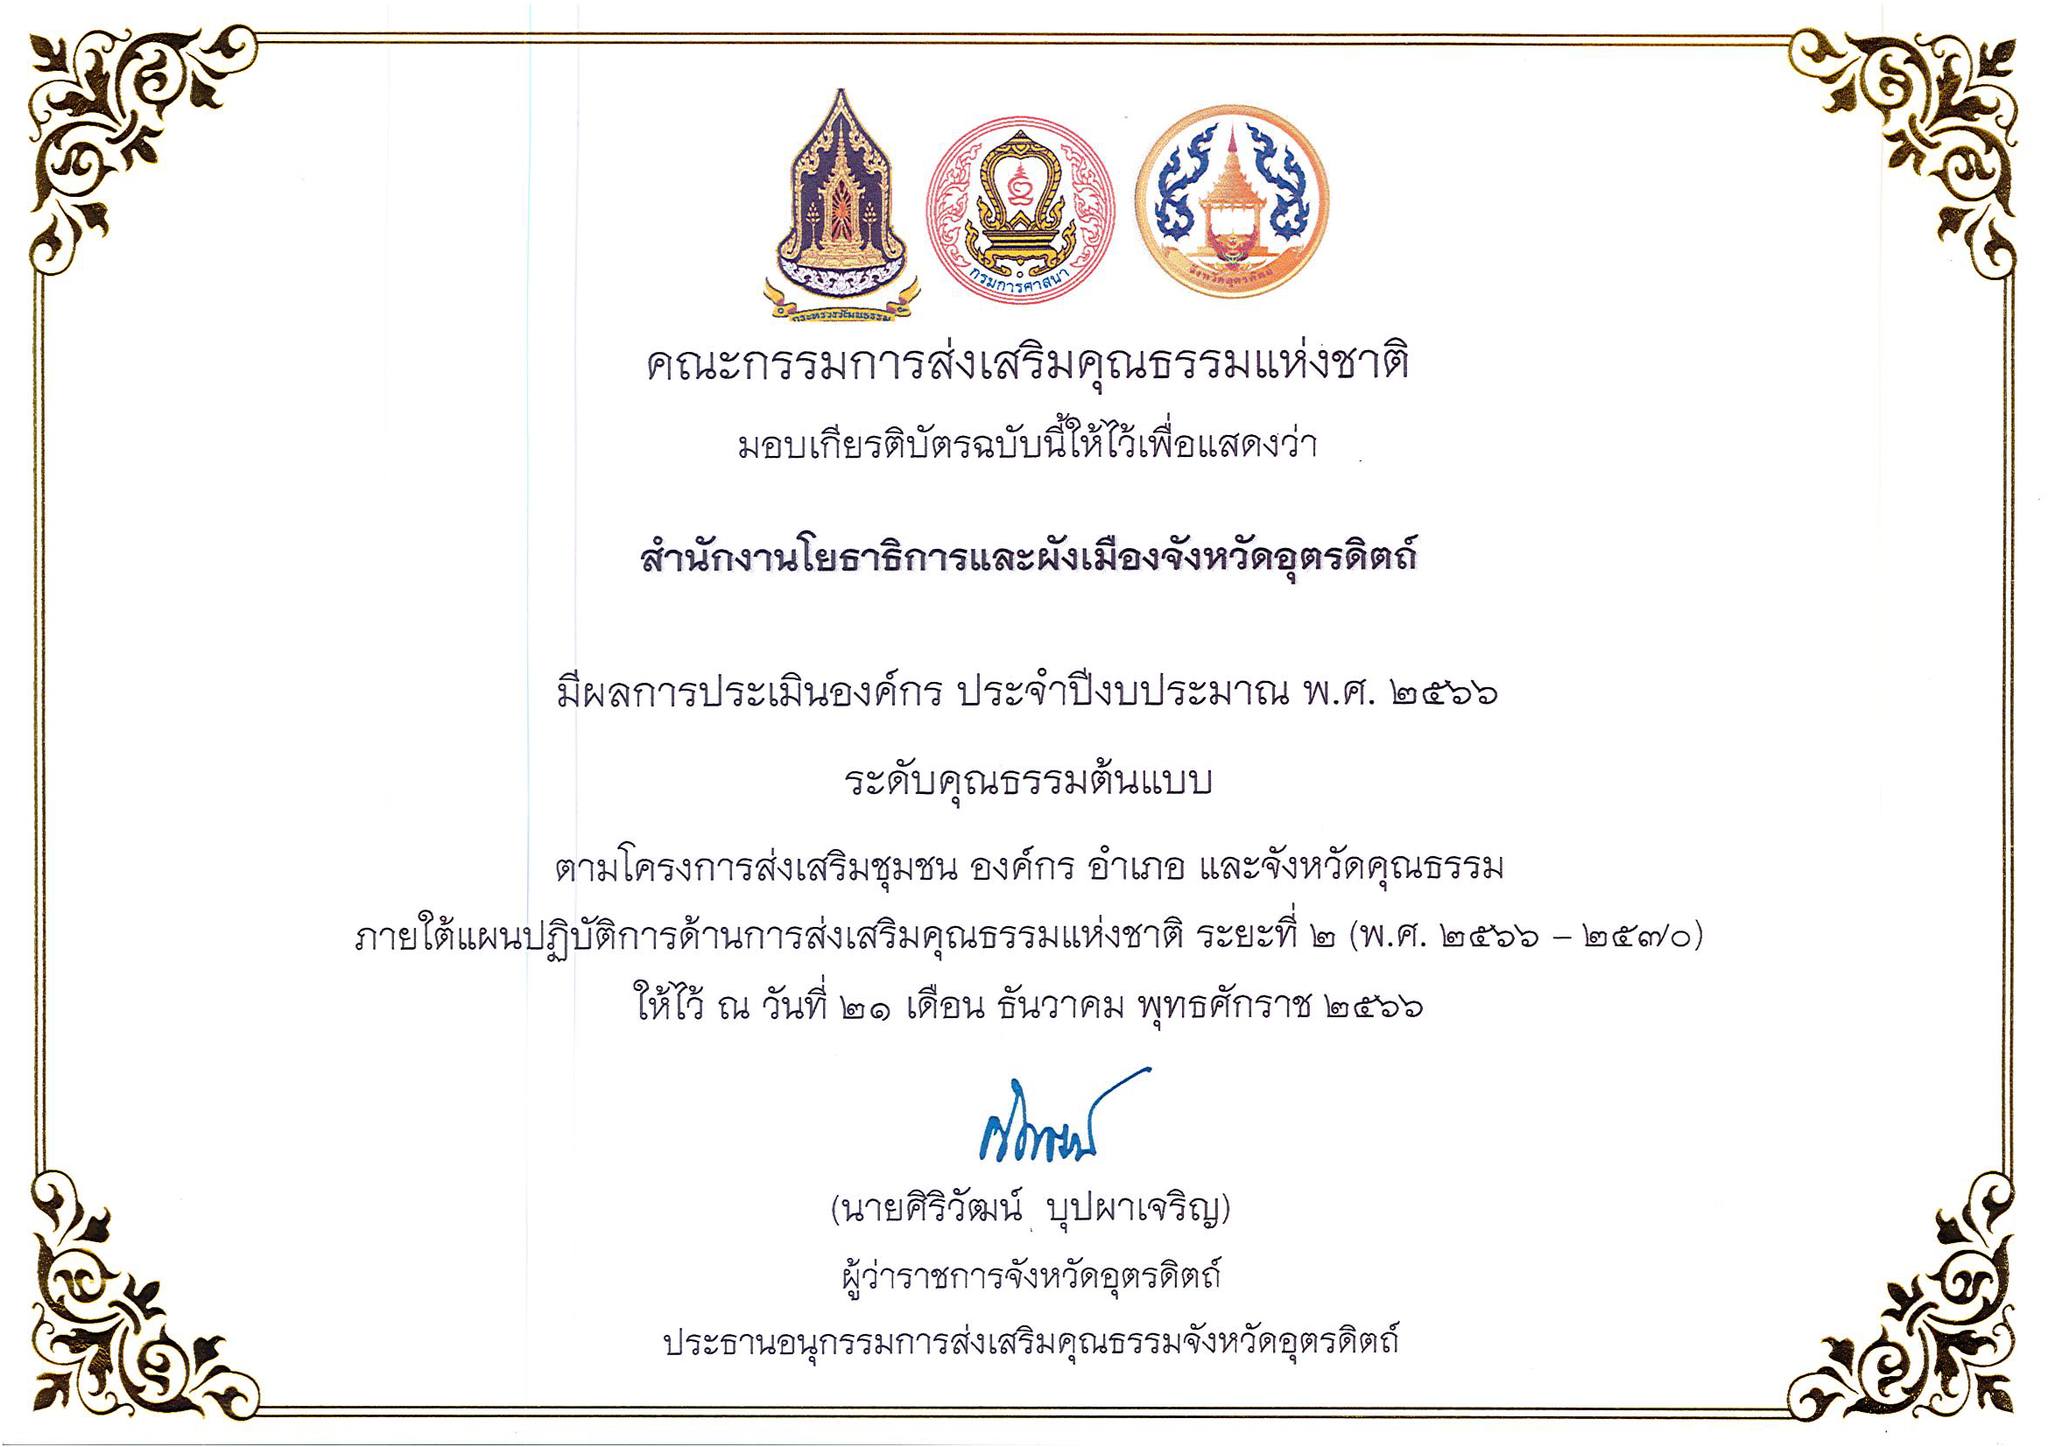 กระทรวงวัฒนธรรม
กรมการศาสนา
จังหวัดอุตรดิตถ์
คณะกรรมการส่งเสริมคุณธรรมแห่งชาติ
มอบเกียรติบัตรฉบับนี้ให้ไว้เพื่อแสดงว่า
สำนักงานโยธาธิการและผังเมืองจังหวัดอุตรดิตถ์
มีผลการประเมินองค์กร ประจำปีงบประมาณ พ.ศ. ๒๕๖๖
ระดับคุณธรรมต้นแบบ
ตามโครงการส่งเสริมชุมชน องค์กร อำเภอ และจังหวัดคุณธรรม
ภายใต้แผนปฏิบัติการด้านการส่งเสริมคุณธรรมแห่งชาติ ระยะที่ ๒ (พ.ศ. ๒๕๖๖ – ๒๕๗๐)
ให้ไว้ ณ วันที่ ๒๑ เดือน ธันวาคม พุทธศักราช ๒๕๖๖
(นายศิริวัฒน์ บุปผาเจริญ)
ผู้ว่าราชการจังหวัดอุตรดิตถ์
ประธานอนุกรรมการส่งเสริมคุณธรรมจังหวัดอุตรดิตถ์